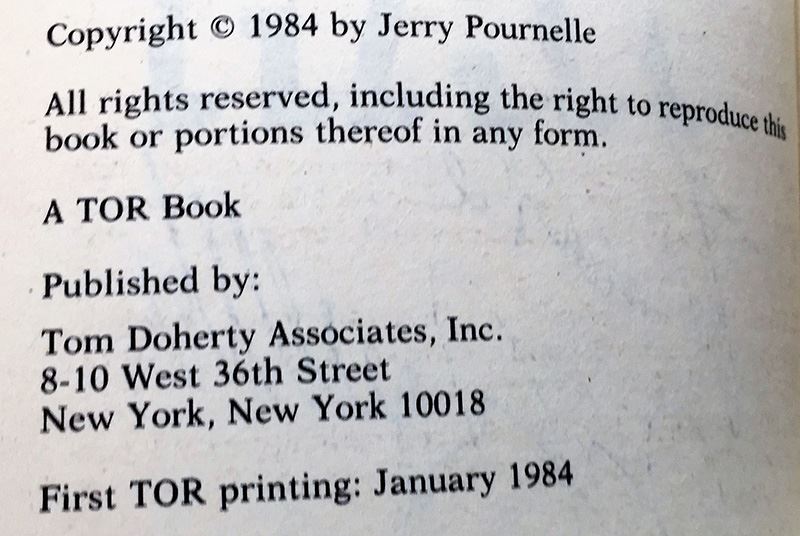 Copyright © 1984 by Jerry Pournelle
All rights reserved, including the right to reproduce this
book or portions thereof in any form.
A TOR Book
Published by:
Tom Doherty Associates, Inc.
8-10 West 36th Street
New York, New York 10018
First TOR printing: January 1984